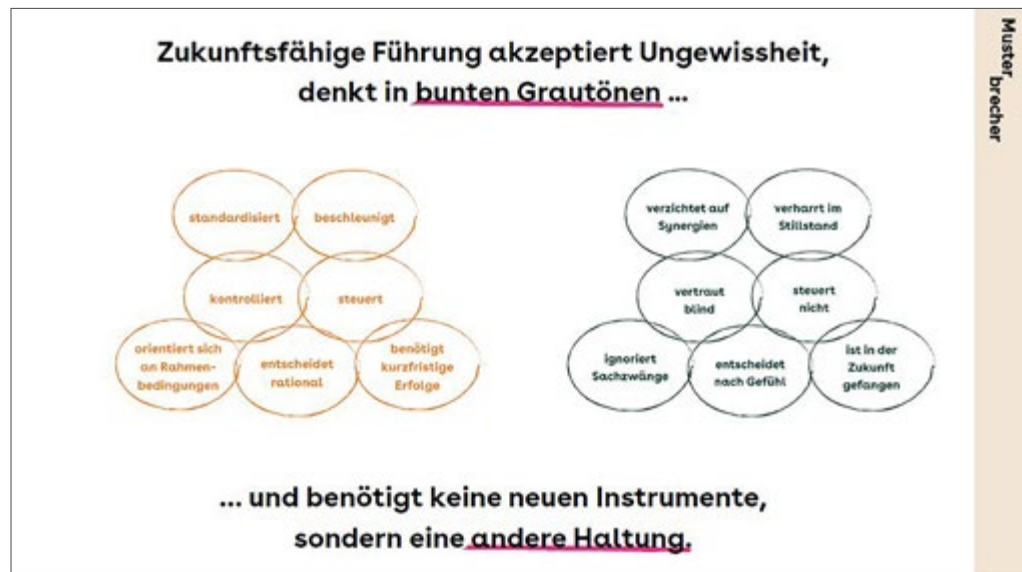 Zukunftsfähige Führung akzeptiert Ungewissheit,
denkt in bunten Grautönen ...
standardisiert
beschleunigt
kontrolliert
steuert
orientiert sich
an Rahmen-
bedingungen
entscheidet
rational
benötigt
kurzfristige
Erfolge
verzichtet auf
Synergien
verharrt im
Stillstand
vertraut
blind
steuert
nicht
ignoriert
Sachzwänge
entscheidet
nach Gefühl
ist in der
Zukunft
gefangen
... und benötigt keine neuen Instrumente,
sondern eine andere Haltung.
Muster
brecher